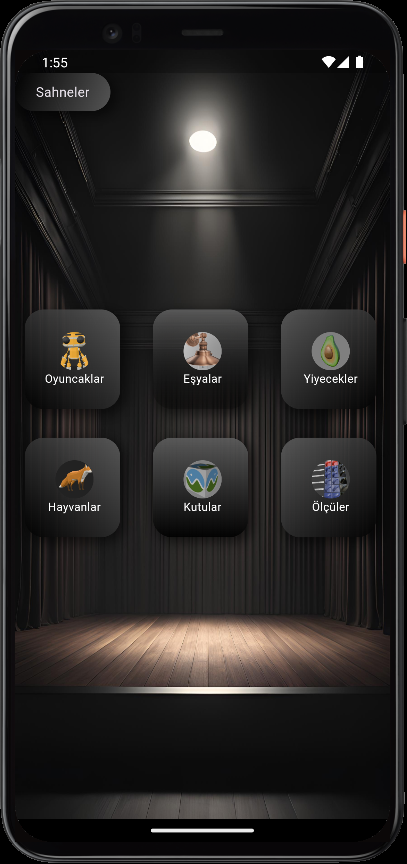 1:55
Sahneler
Oyuncaklar
Eşyalar
Yiyecekler
Hayvanlar
Kutular
Ölçüler